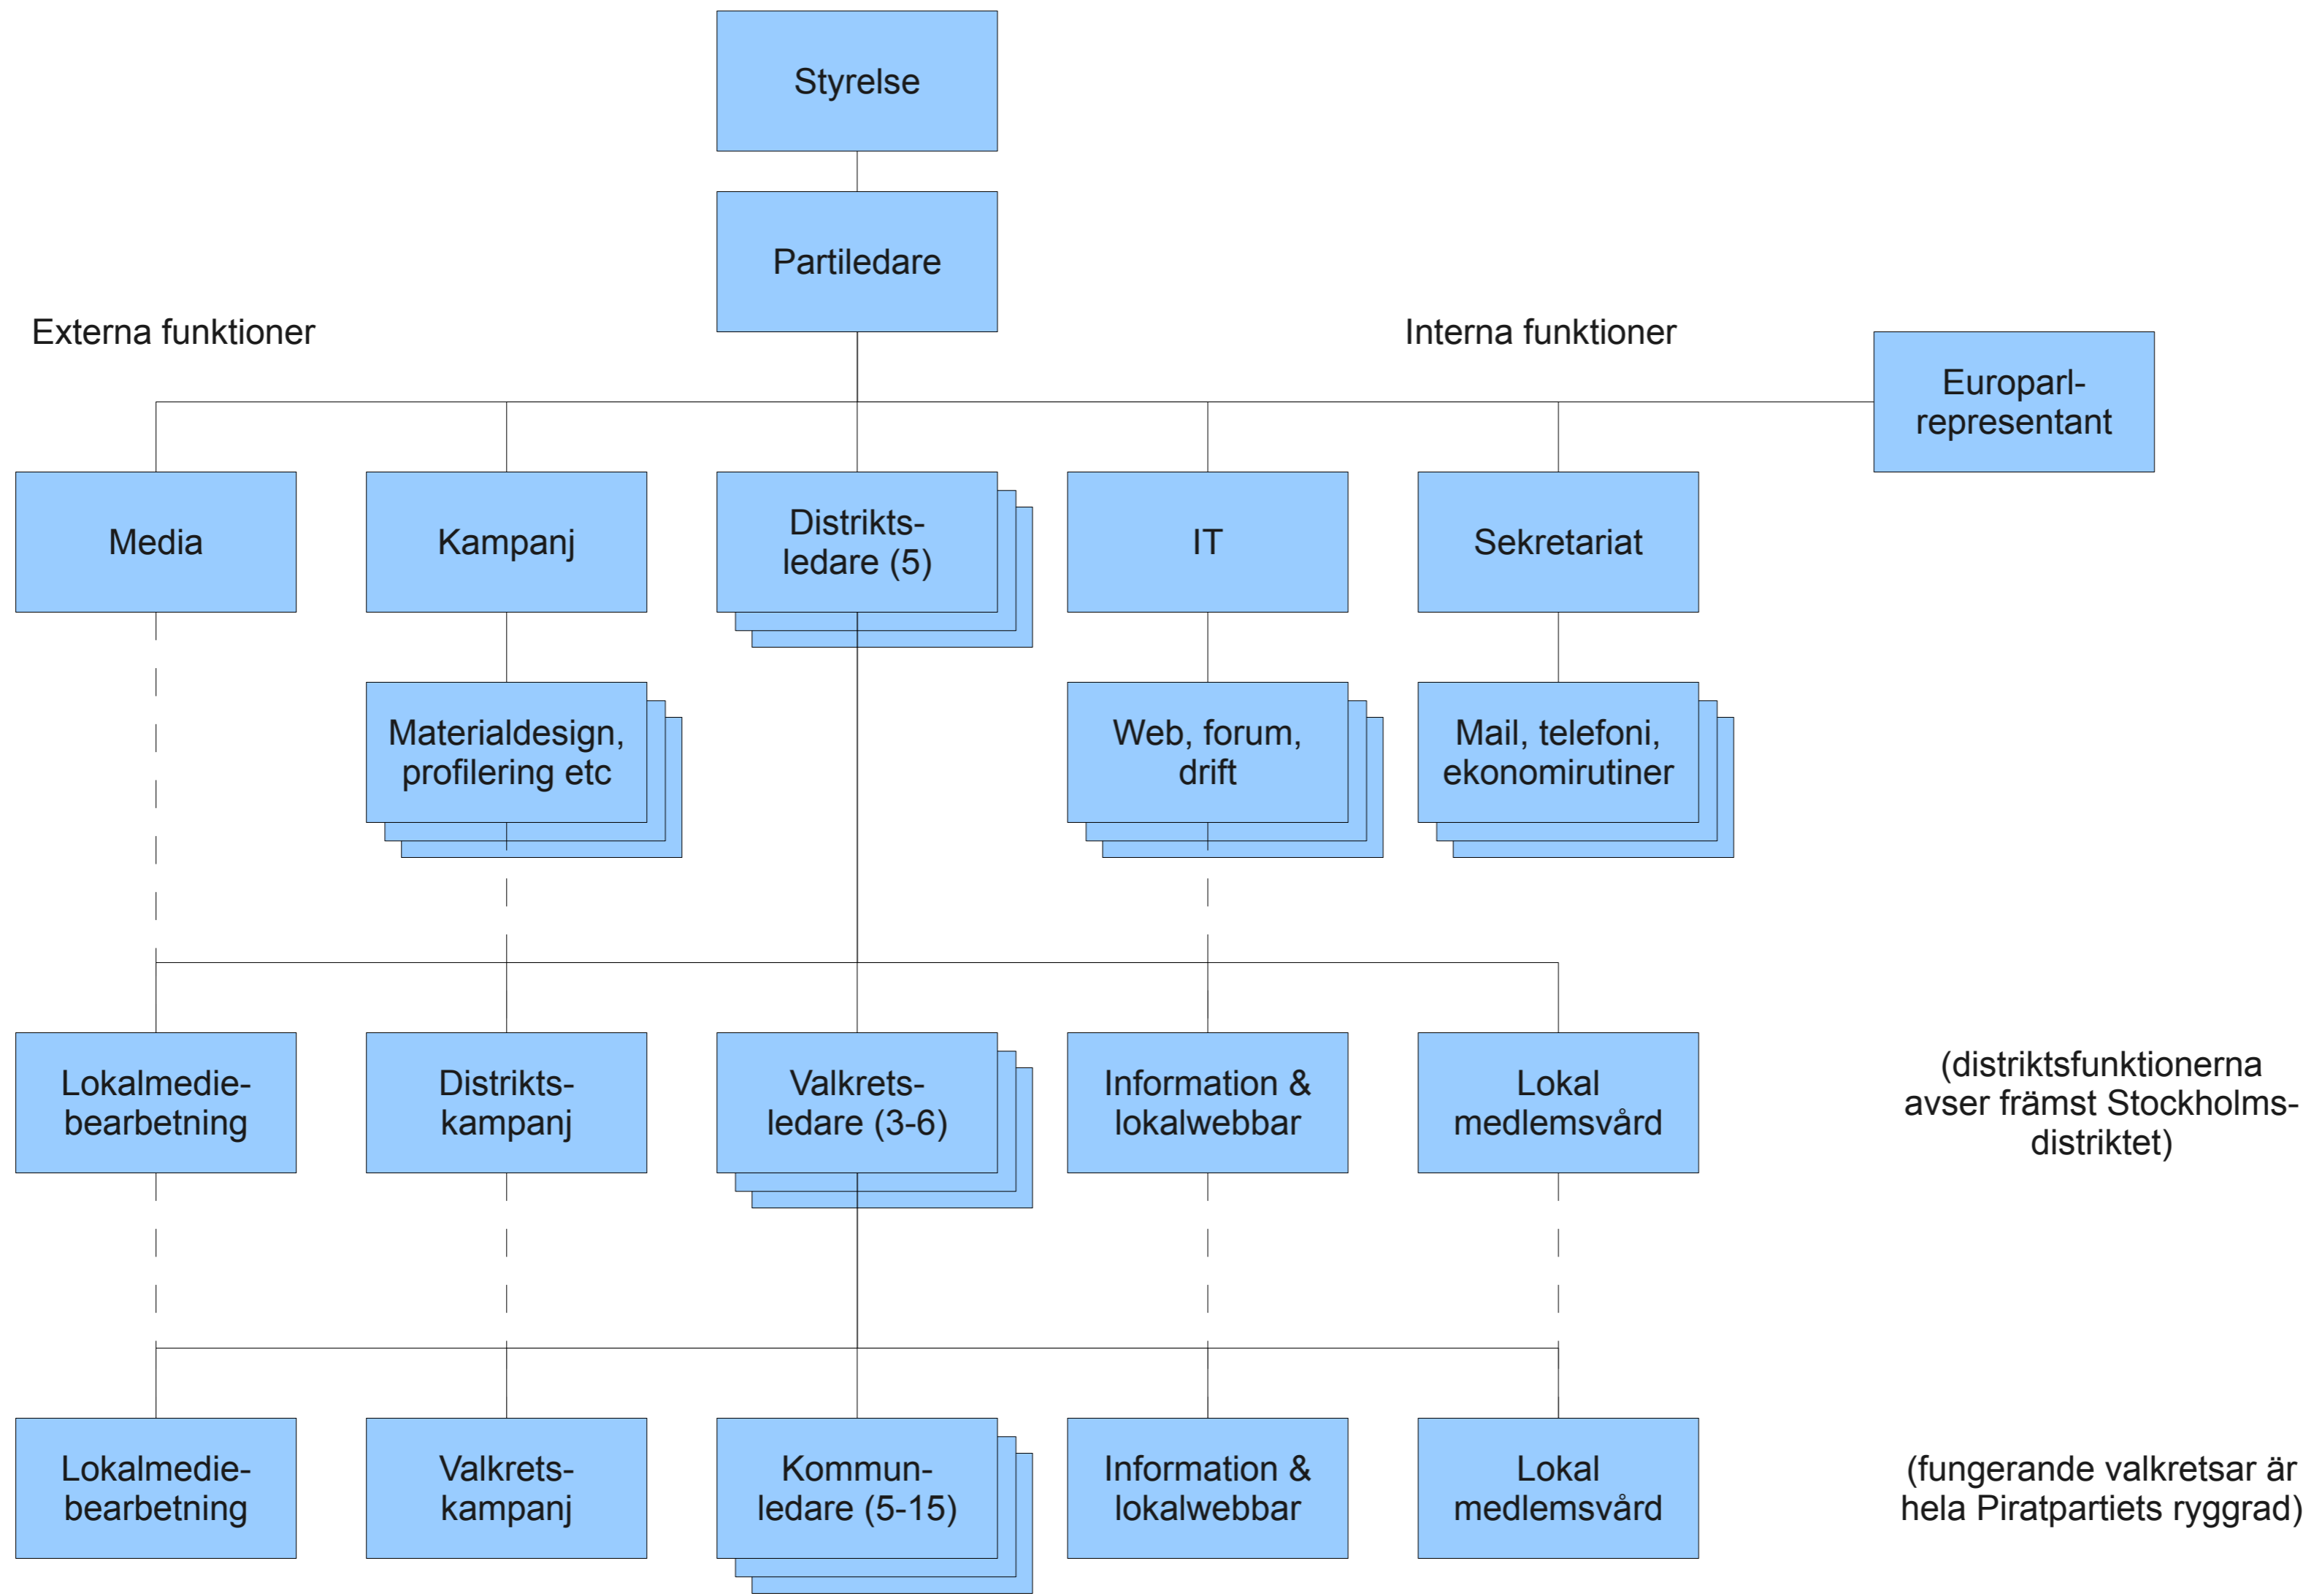 Styrelse
Partiledare
Externa funktioner
Interna funktioner
Europarl-
representant
Media
Kampanj
Distrikts-
ledare (5)
IT
Sekretariat
Materialdesign,
profilering etc
Web, forum,
drift
Mail, telefoni,
ekonomirutiner
Lokalmedie-
bearbetning
Distrikts-
kampanj
Valkrets-
ledare (3-6)
Information &
lokalwebbar
Lokal
medlemsvård
(distriktsfunktionerna
avser främst Stockholms-
distriktet)
Lokalmedie-
bearbetning
Valkrets-
kampanj
Kommun-
ledare (5-15)
Information &
lokalwebbar
Lokal
medlemsvård
(fungerande valkretsar är
hela Piratpartiets ryggrad)